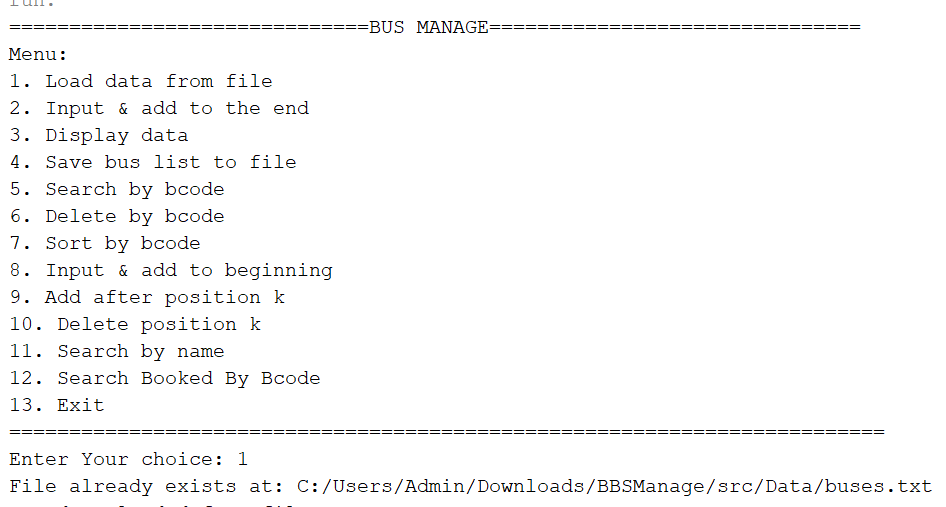 run:
==============================BUS MANAGE===============================
Menu:
1. Load data from file
2. Input & add to the end
3. Display data
4. Save bus list to file
5. Search by bcode
6. Delete by bcode
7. Sort by bcode
8. Input & add to beginning
9. Add after position k
10. Delete position k
11. Search by name
12. Search Booked By Bcode
13. Exit
=========================================================================
Enter Your choice: 1
File already exists at: C:/Users/Admin/Downloads/BBSManage/src/Data/buses.txt